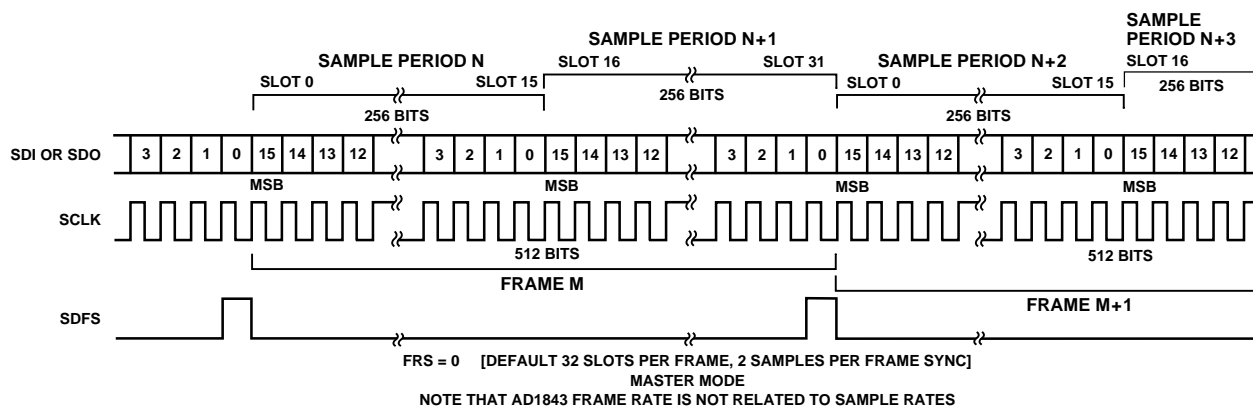 SAMPLE PERIOD N
SAMPLE PERIOD N+1
SAMPLE PERIOD N+2
SAMPLE
PERIOD N+3
SLOT 0
SLOT 15
SLOT 16
SLOT 31
SLOT 0
SLOT 15
SLOT 16
256 BITS
256 BITS
256 BITS
256 BITS
SDI OR SDO
3 2 1 0 15 14 13 12 3 2 1 0 15 14 13 12 3 2 1 0 15 14 13 12 3 2 1 0 15 14 13 12
MSB
MSB
MSB
MSB
SCLK
512 BITS
512 BITS
FRAME M
FRAME M+1
SDFS
FRS = 0 [DEFAULT 32 SLOTS PER FRAME, 2 SAMPLES PER FRAME SYNC]
MASTER MODE
NOTE THAT AD1843 FRAME RATE IS NOT RELATED TO SAMPLE RATES